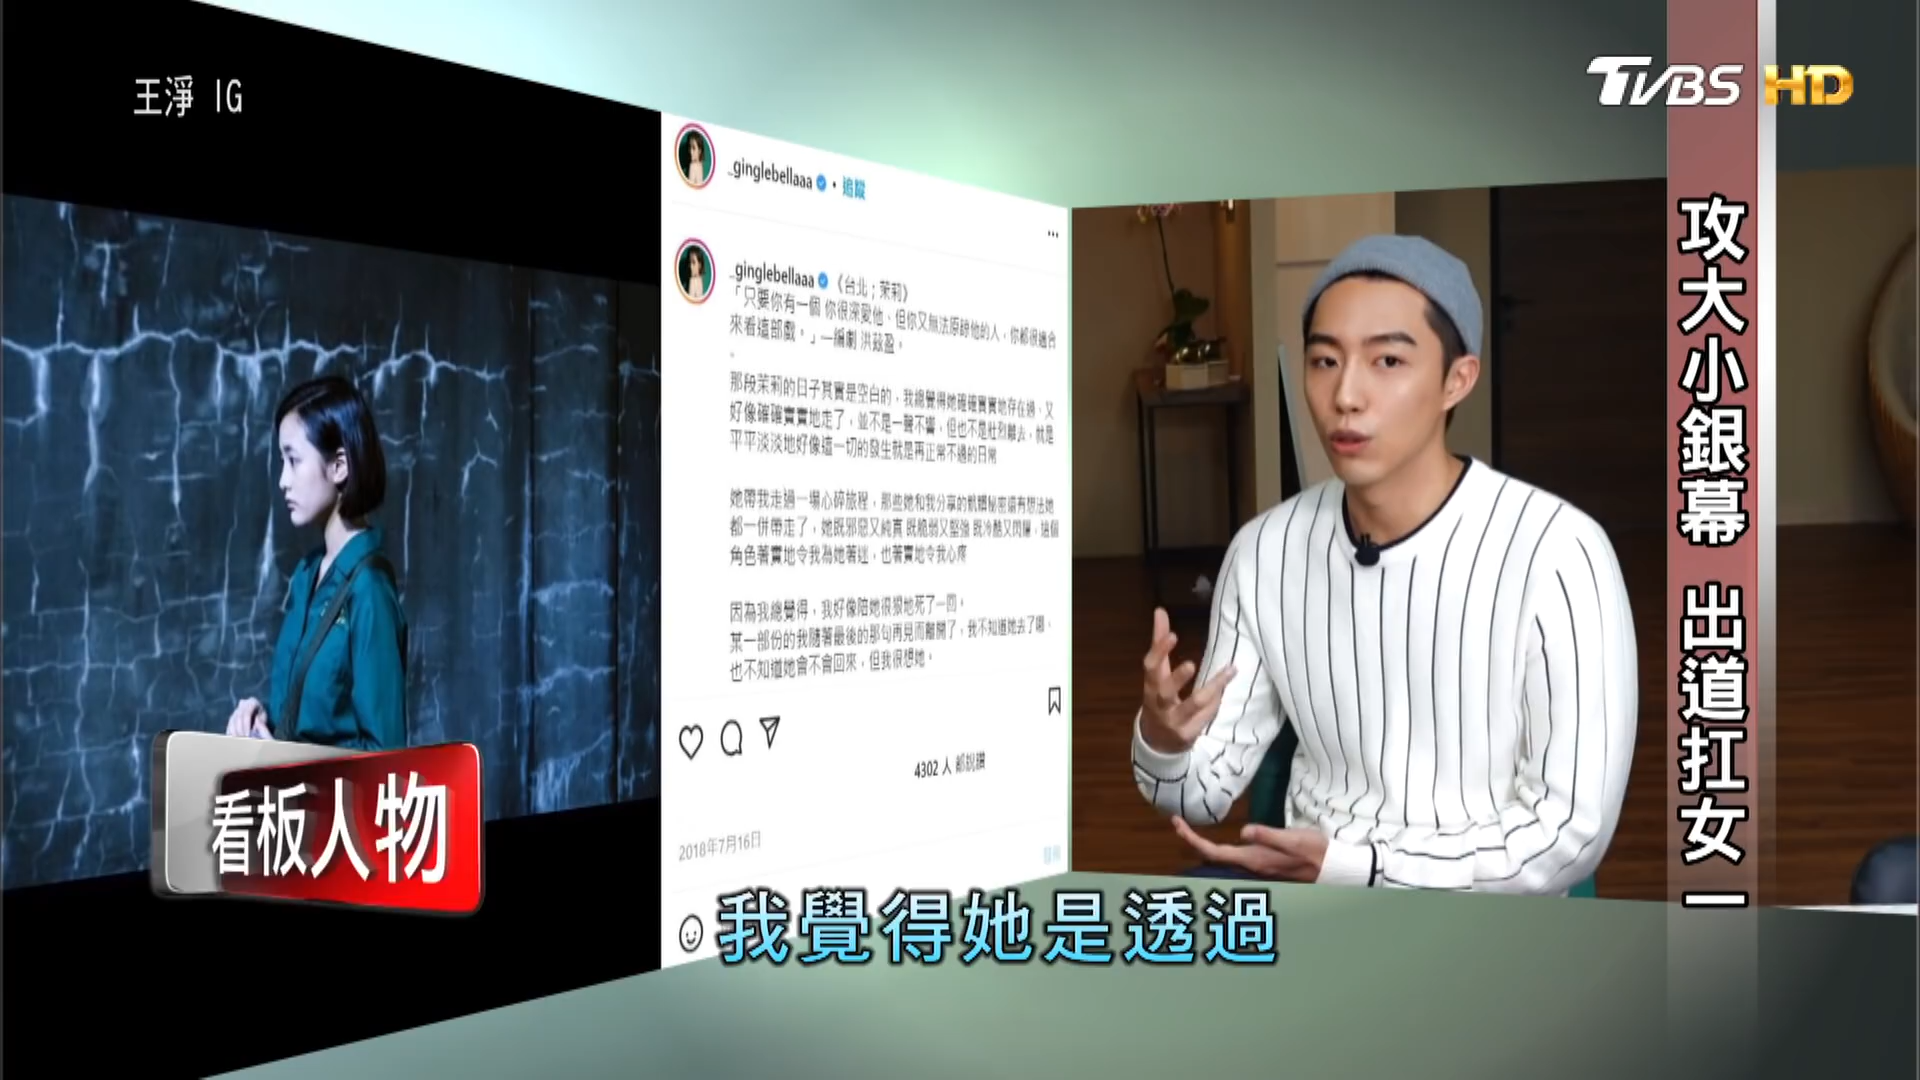 王淨 IG
TVBS HD
_ginglebellaaa • 追蹤
_ginglebellaaa 《台北；茉莉》
「只要你有一個 你很深愛他、但你又無法原諒他的人，你都很適合
來看這部戲。」—編劇 洪茲盈。
那段茉莉的日子其實是空白的，我總覺得她確確實實地存在過、又
好像確確實實地走了，並不是一聲不響，但也不是壯烈離去，就是
平平淡淡地好像這一切的發生就是再正常不過的日常
她帶我走過一場心碎旅程，那些她和我分享的骯髒秘密還有想法她
都一併帶走了，她既邪惡又純真 既脆弱又堅強 既冷酷又閃耀，這個
角色著實地令我為她著迷，也著實地令我心疼
因為我總覺得，我好像陪她很狠地死了一回。
某一部份的我隨著最後的那句再見而離開了，我不知道她去了哪、
也不知道她會不會回來，但我很想她。
4302 人都說讚
2018年7月16日
攻大小銀幕 出道扛女一
看板人物
我覺得她是透過